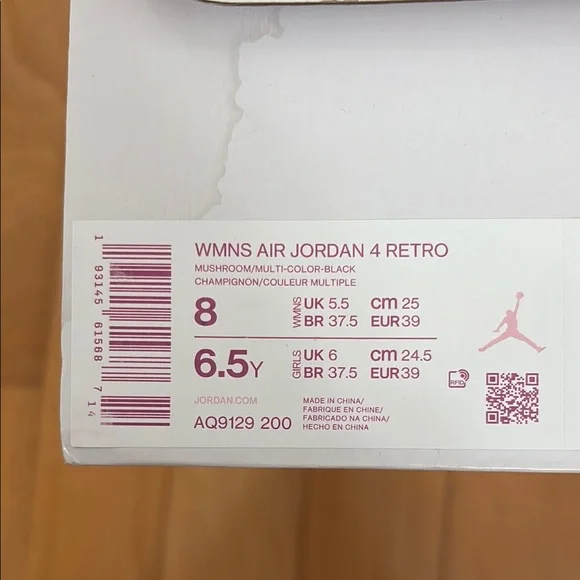 WMNS AIR JORDAN 4 RETRO
MUSHROOM/MULTI-COLOR-BLACK
CHAMPIGNON/COULEUR MULTIPLE
8 WMNS UK 5.5 cm 25
BR 37.5 EUR 39
6.5Y GIRLS UK 6 cm 24.5
BR 37.5 EUR 39
RFID
JORDAN.COM
AQ9129 200
MADE IN CHINA/
FABRIQUE EN CHINE/
FABRICADO NA CHINA/
HECHO EN CHINA
1 93145 61568 7 14